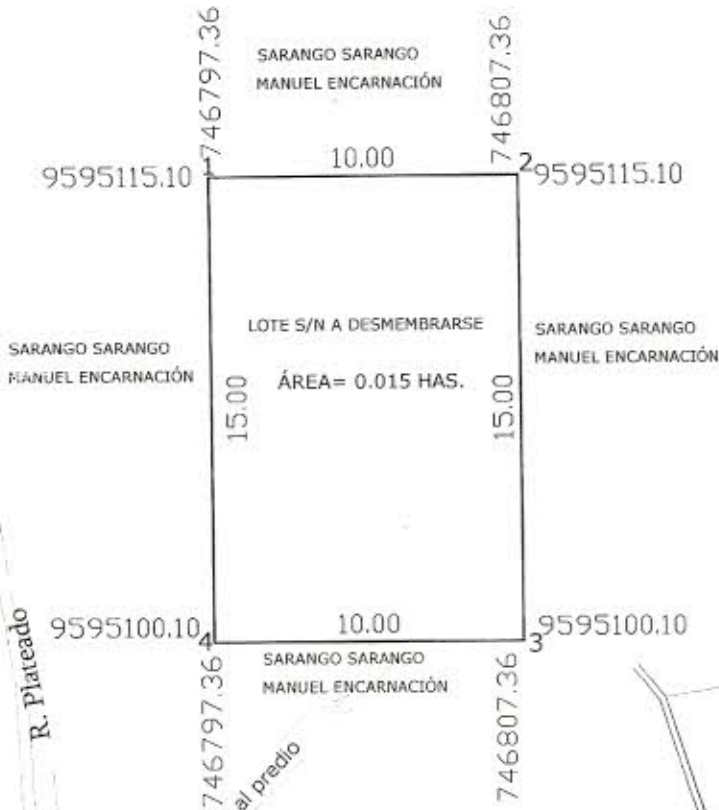 746797.36
SARANGO SARANGO
MANUEL ENCARNACIÓN
746807.36
9595115.10
1
10.00
2
9595115.10
LOTE S/N A DESMEMBRARSE
ÁREA= 0.015 HAS.
SARANGO SARANGO
MANUEL ENCARNACIÓN
SARANGO SARANGO
MANUEL ENCARNACIÓN
15.00
15.00
R. Plateado
9595100.10
4
10.00
3
9595100.10
SARANGO SARANGO
MANUEL ENCARNACIÓN
746797.36
al predio
746807.36